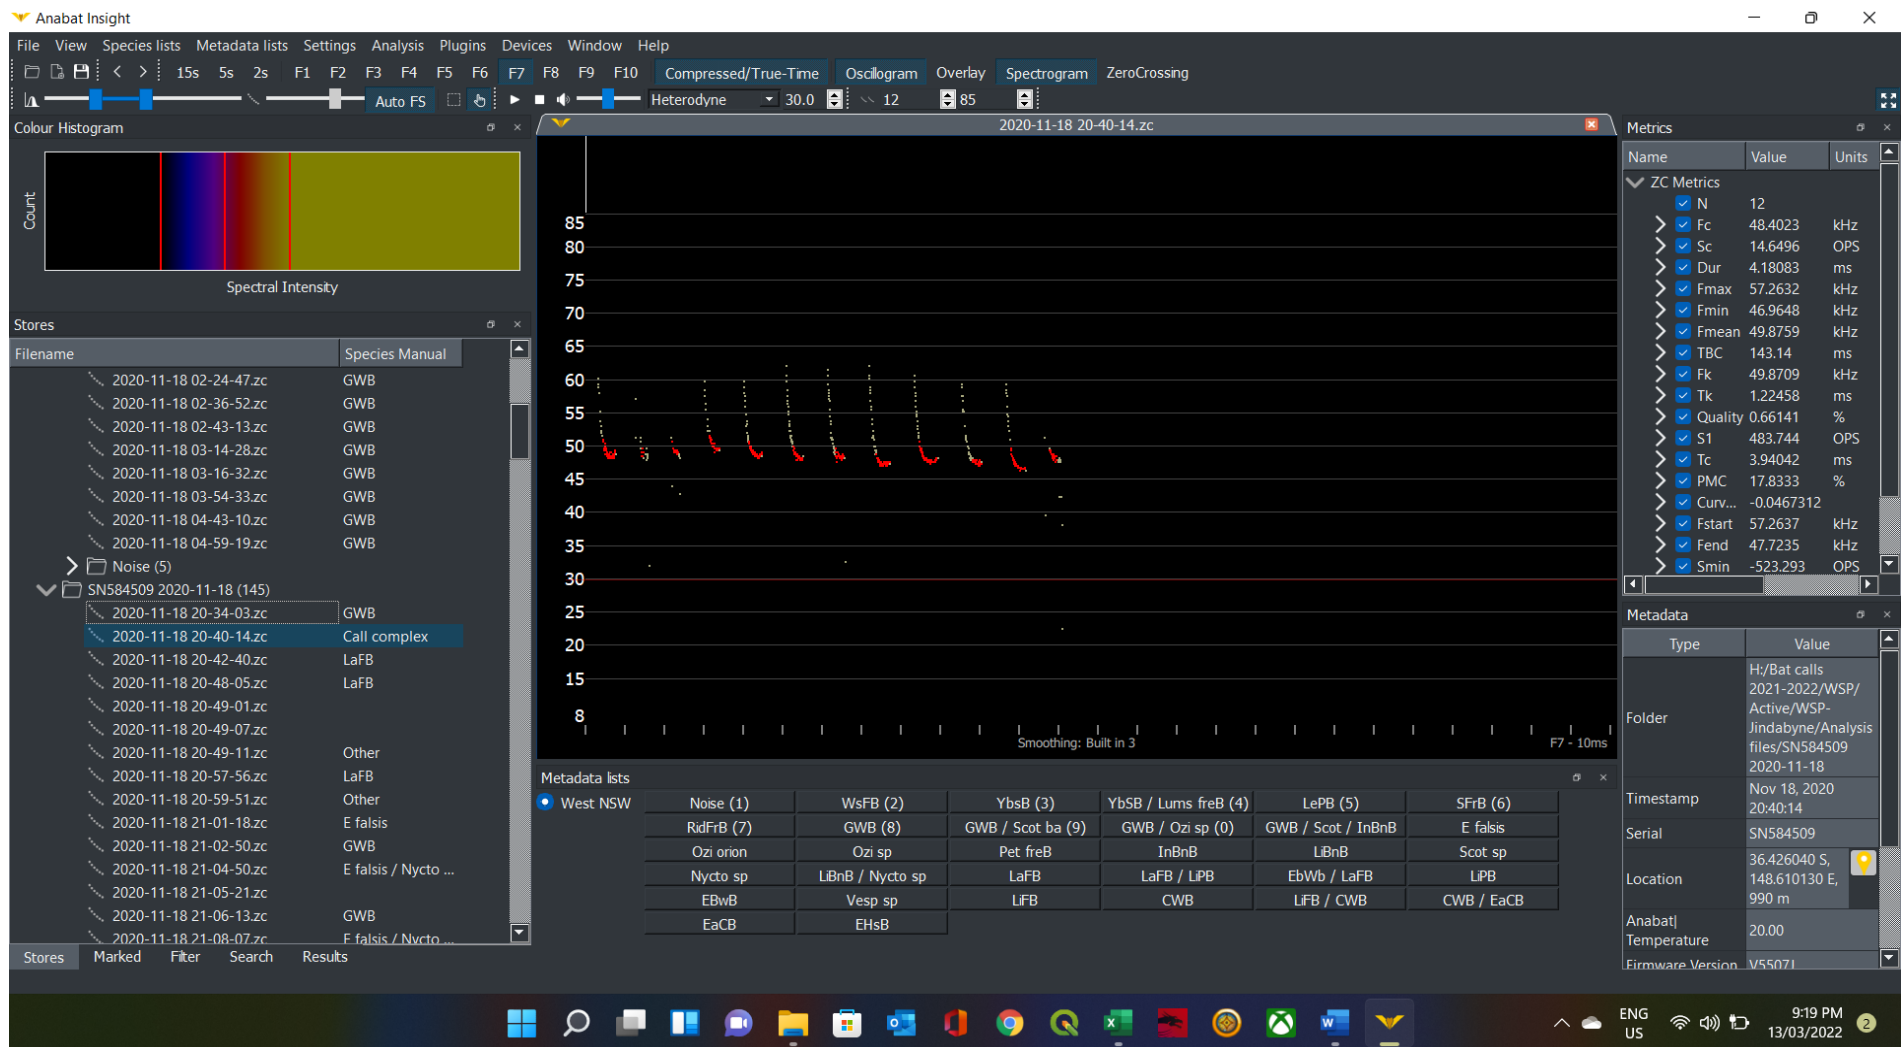 Anabat Insight
File View Species lists Metadata lists Settings Analysis Plugins Devices Window Help
15s 5s 2s F1 F2 F3 F4 F5 F6 F7 F8 F9 F10 Compressed/True-Time Oscillogram Overlay Spectrogram ZeroCrossing
Auto FS Heterodyne 30.0 12 85
Colour Histogram
Count
Spectral Intensity
Stores
Filename Species Manual
2020-11-18 02-24-47.zc GWB
2020-11-18 02-36-52.zc GWB
2020-11-18 02-43-13.zc GWB
2020-11-18 03-14-28.zc GWB
2020-11-18 03-16-32.zc GWB
2020-11-18 03-54-33.zc GWB
2020-11-18 04-43-10.zc GWB
2020-11-18 04-59-19.zc GWB
Noise (5)
SN584509 2020-11-18 (145)
2020-11-18 20-34-03.zc GWB
2020-11-18 20-40-14.zc Call complex
2020-11-18 20-42-40.zc LaFB
2020-11-18 20-48-05.zc LaFB
2020-11-18 20-49-01.zc
2020-11-18 20-49-07.zc
2020-11-18 20-49-11.zc Other
2020-11-18 20-57-56.zc LaFB
2020-11-18 20-59-51.zc Other
2020-11-18 21-01-18.zc E falsis
2020-11-18 21-02-50.zc GWB
2020-11-18 21-04-50.zc E falsis / Nycto ...
2020-11-18 21-05-21.zc
2020-11-18 21-06-13.zc GWB
2020-11-18 21-08-07.zc E falsis / Nycto ...
Stores Marked Filter Search Results
2020-11-18 20-40-14.zc
85
80
75
70
65
60
55
50
45
40
35
30
25
20
15
8
Smoothing: Built in 3
F7 - 10ms
Metadata lists
West NSW
Noise (1) WsFB (2) YbsB (3) YbSB / Lums freB (4) LePB (5) SFrB (6)
RidFrB (7) GWB (8) GWB / Scot ba (9) GWB / Ozi sp (0) GWB / Scot / InBnB E falsis
Ozi orion Ozi sp Pet freB InBnB LiBnB Scot sp
Nycto sp LiBnB / Nycto sp LaFB LaFB / LiPB EbWb / LaFB LiPB
EBwB Vesp sp LiFB CWB LiFB / CWB CWB / EaCB
EaCB EHsB
Metrics
Name Value Units
ZC Metrics
N 12
Fc 48.4023 kHz
Sc 14.6496 OPS
Dur 4.18083 ms
Fmax 57.2632 kHz
Fmin 46.9648 kHz
Fmean 49.8759 kHz
TBC 143.14 ms
Fk 49.8709 kHz
Tk 1.22458 ms
Quality 0.66141 %
S1 483.744 OPS
Tc 3.94042 ms
PMC 17.8333 %
Curv... -0.0467312
Fstart 57.2637 kHz
Fend 47.7235 kHz
Smin -523.293 OPS
Metadata
Type Value
Folder
H:/Bat calls
2021-2022/WSP/
Active/WSP-
Jindabyne/Analysis
files/SN584509
2020-11-18
Timestamp
Nov 18, 2020
20:40:14
Serial SN584509
Location
36.426040 S,
148.610130 E,
990 m
Anabat|
Temperature
20.00
Firmware Version V5507J
ENG
US
9:19 PM
13/03/2022
2